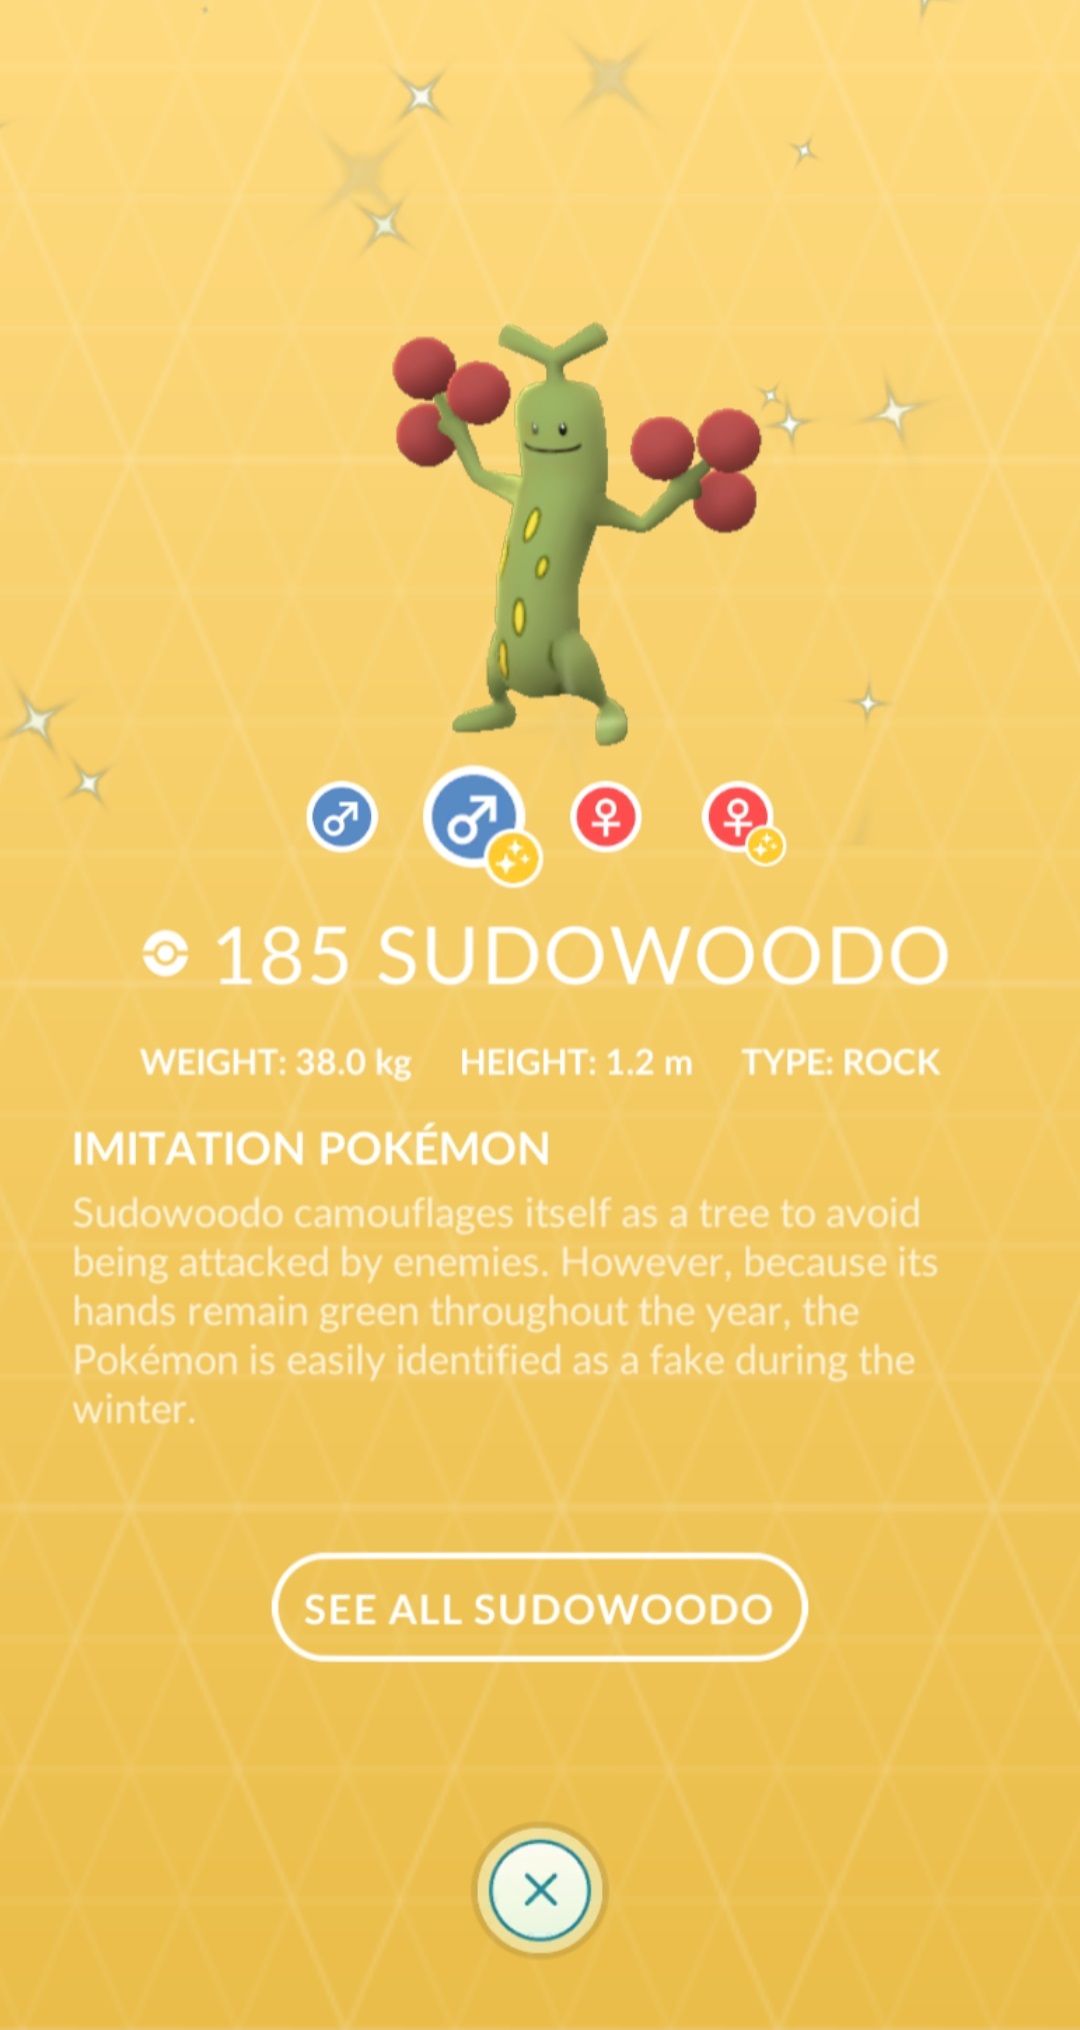 185 SUDOWOODO
WEIGHT: 38.0 kg HEIGHT: 1.2 m TYPE: ROCK
IMITATION POKÉMON
Sudowoodo camouflages itself as a tree to avoid
being attacked by enemies. However, because its
hands remain green throughout the year, the
Pokémon is easily identified as a fake during the
winter.
SEE ALL SUDOWOODO